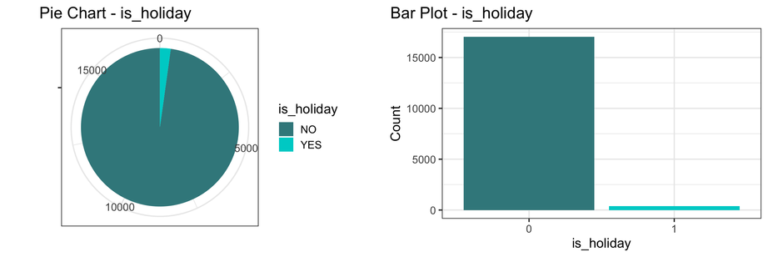 Pie Chart - is_holiday
0
15000
5000
10000
is_holiday
NO
YES
Bar Plot - is_holiday
Count
15000
10000
5000
0
0
1
is_holiday